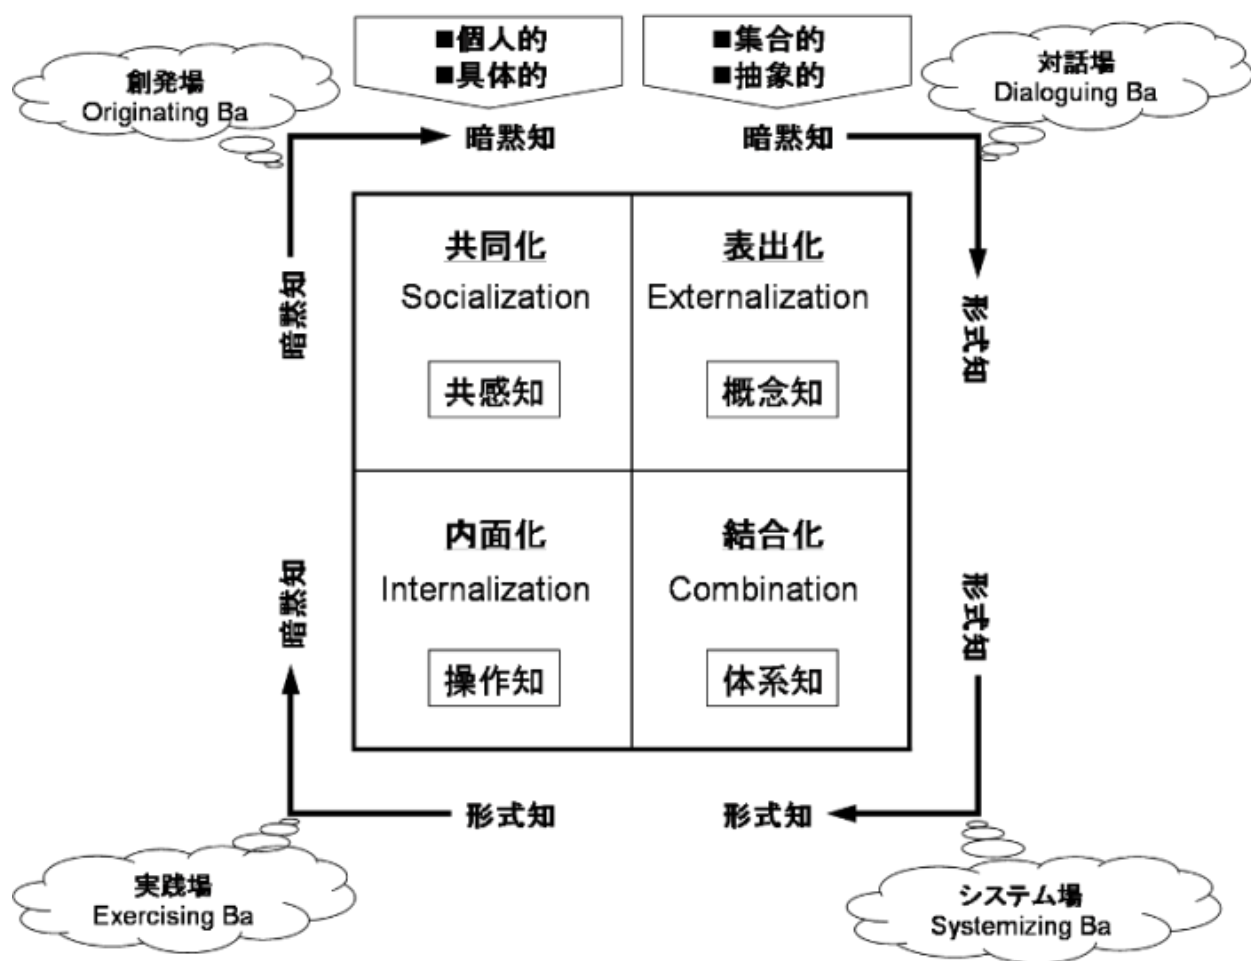 ■個人的
■具体的
■集合的
■抽象的
創発場
Originating Ba
対話場
Dialoguing Ba
暗黙知
暗黙知
暗黙知
形式知
共同化
Socialization
共感知
表出化
Externalization
概念知
内面化
Internalization
操作知
結合化
Combination
体系知
暗黙知
形式知
形式知
形式知
実践場
Exercising Ba
システム場
Systemizing Ba